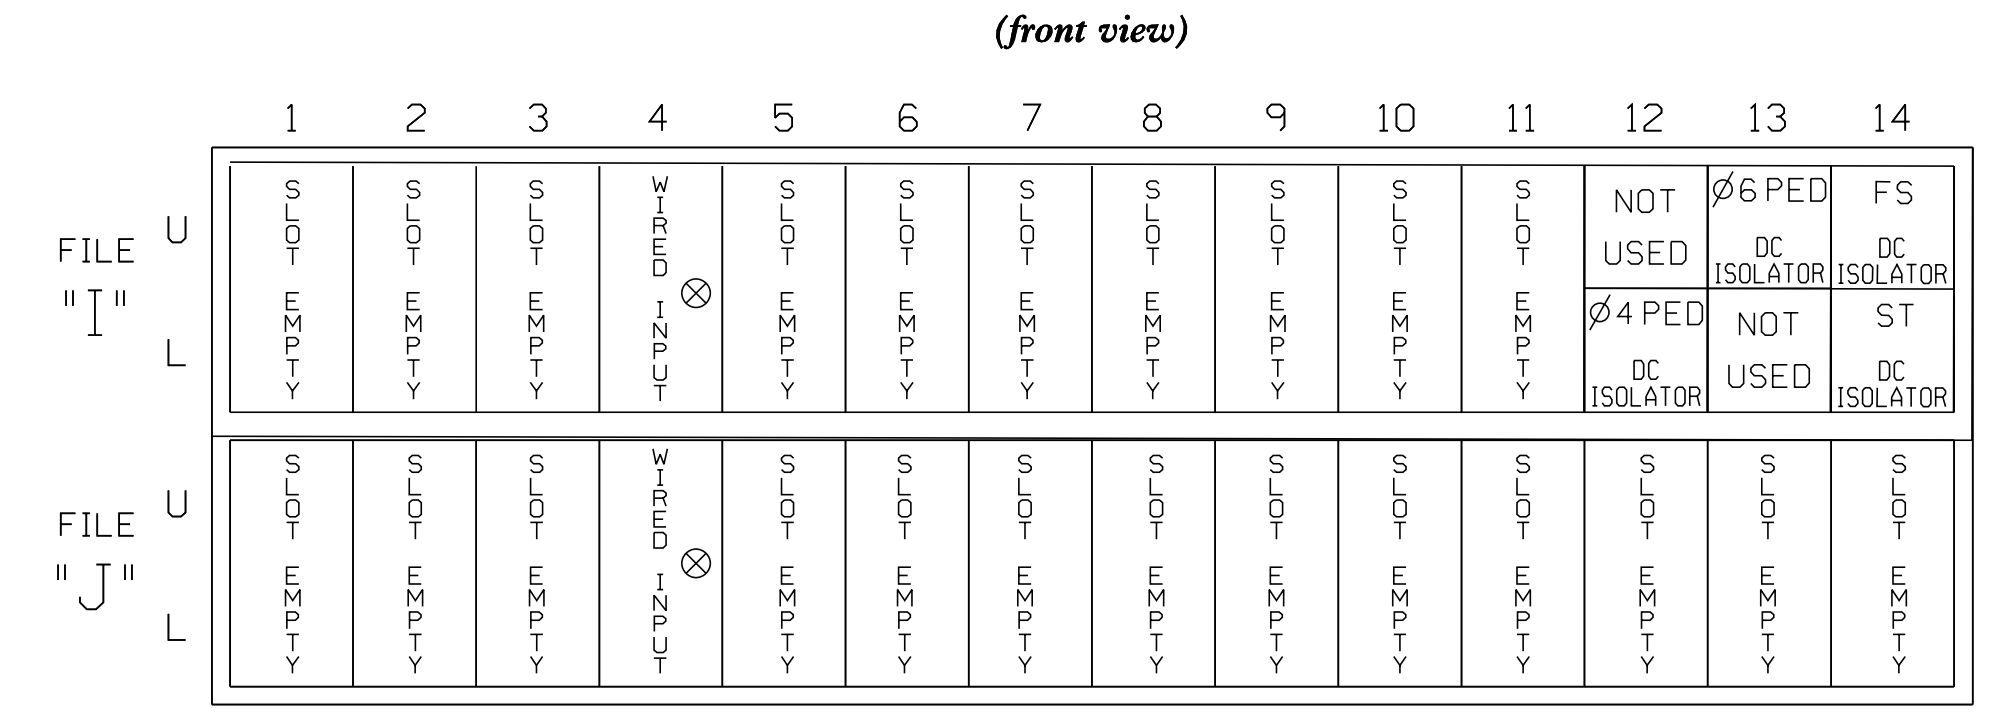 (front view)
1 2 3 4 5 6 7 8 9 10 11 12 13 14
FILE
"I"
U
L
SLOT EMPTY
SLOT EMPTY
SLOT EMPTY
WIRED INPUT
SLOT EMPTY
SLOT EMPTY
SLOT EMPTY
SLOT EMPTY
SLOT EMPTY
SLOT EMPTY
SLOT EMPTY
NOT
USED
Ø4 PED
DC
ISOLATOR
Ø6 PED
DC
ISOLATOR
NOT
USED
FS
DC
ISOLATOR
ST
DC
ISOLATOR
FILE
"J"
U
L
SLOT EMPTY
SLOT EMPTY
SLOT EMPTY
WIRED INPUT
SLOT EMPTY
SLOT EMPTY
SLOT EMPTY
SLOT EMPTY
SLOT EMPTY
SLOT EMPTY
SLOT EMPTY
SLOT EMPTY
SLOT EMPTY
SLOT EMPTY